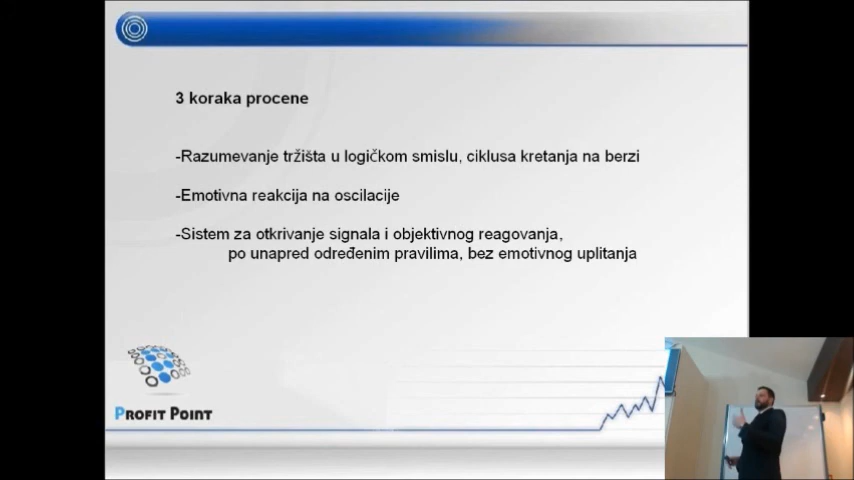 3 koraka procene
-Razumevanje tržišta u logičkom smislu, ciklusa kretanja na berzi
-Emotivna reakcija na oscilacije
-Sistem za otkrivanje signala i objektivnog reagovanja,
po unapred određenim pravilima, bez emotivnog uplitanja
PROFIT POINT